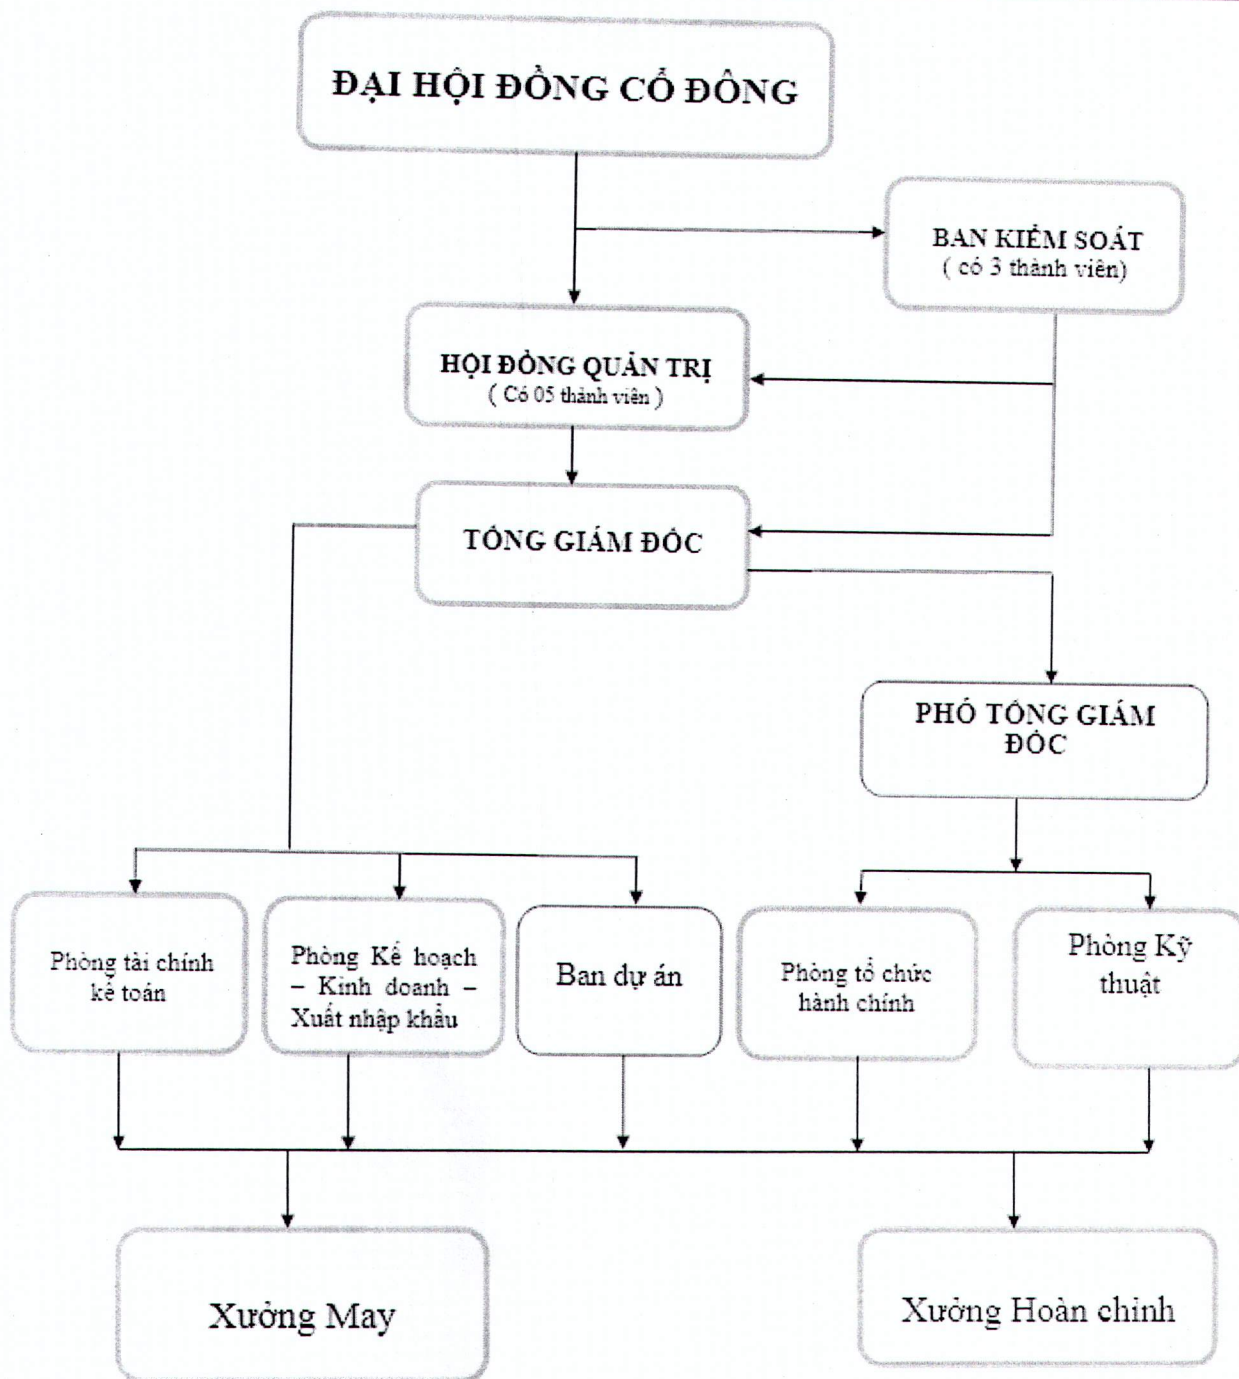 ĐẠI HỘI ĐỒNG CỔ ĐÔNG
BAN KIỂM SOÁT
( có 3 thành viên)
HỘI ĐỒNG QUẢN TRỊ
( Có 05 thành viên )
TỔNG GIÁM ĐỐC
PHÓ TỔNG GIÁM
ĐỐC
Phòng tài chính
kế toán
Phòng Kế hoạch
– Kinh doanh –
Xuất nhập khẩu
Ban dự án
Phòng tổ chức
hành chính
Phòng Kỹ
thuật
Xưởng May
Xưởng Hoàn chỉnh